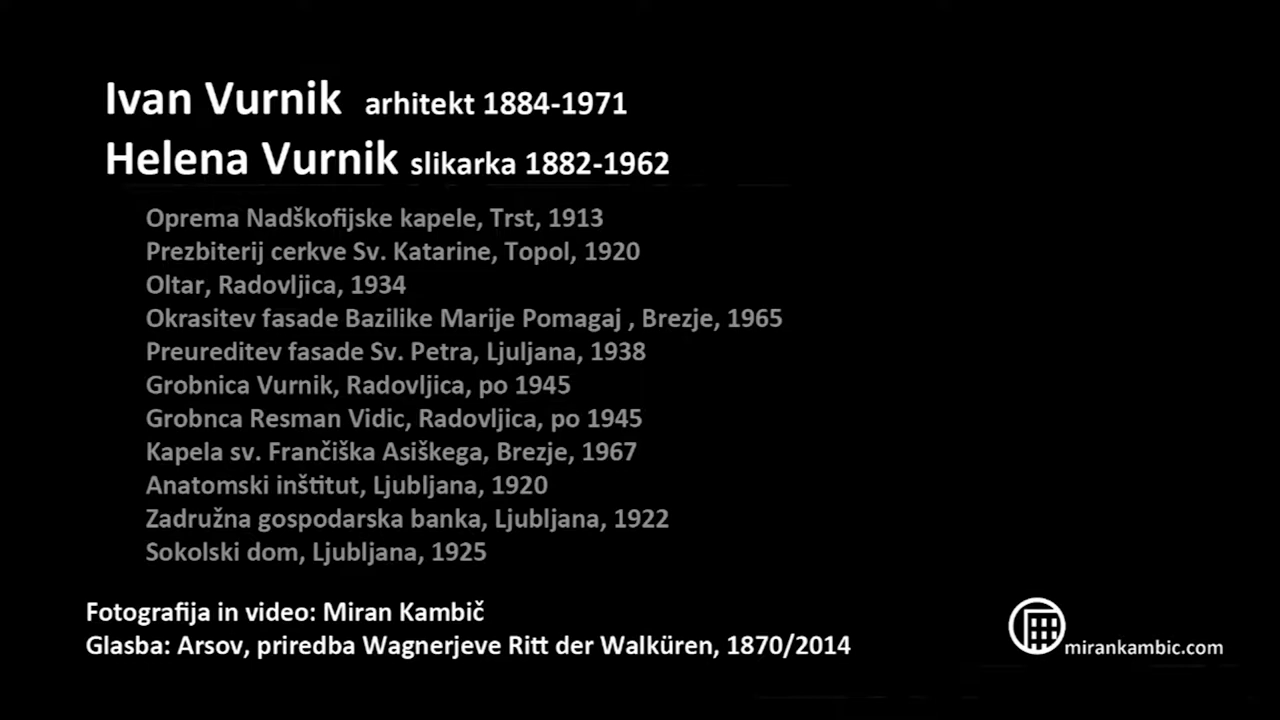 Ivan Vurnik arhitekt 1884-1971
Helena Vurnik slikarka 1882-1962
Oprema Nadškofijske kapele, Trst, 1913
Prezbiterij cerkve Sv. Katarine, Topol, 1920
Oltar, Radovljica, 1934
Okrasitev fasade Bazilike Marije Pomagaj , Brezje, 1965
Preureditev fasade Sv. Petra, Ljuljana, 1938
Grobnica Vurnik, Radovljica, po 1945
Grobnca Resman Vidic, Radovljica, po 1945
Kapela sv. Frančiška Asiškega, Brezje, 1967
Anatomski inštitut, Ljubljana, 1920
Zadružna gospodarska banka, Ljubljana, 1922
Sokolski dom, Ljubljana, 1925
Fotografija in video: Miran Kambič
Glasba: Arsov, priredba Wagnerjeve Ritt der Walküren, 1870/2014
mirankambic.com